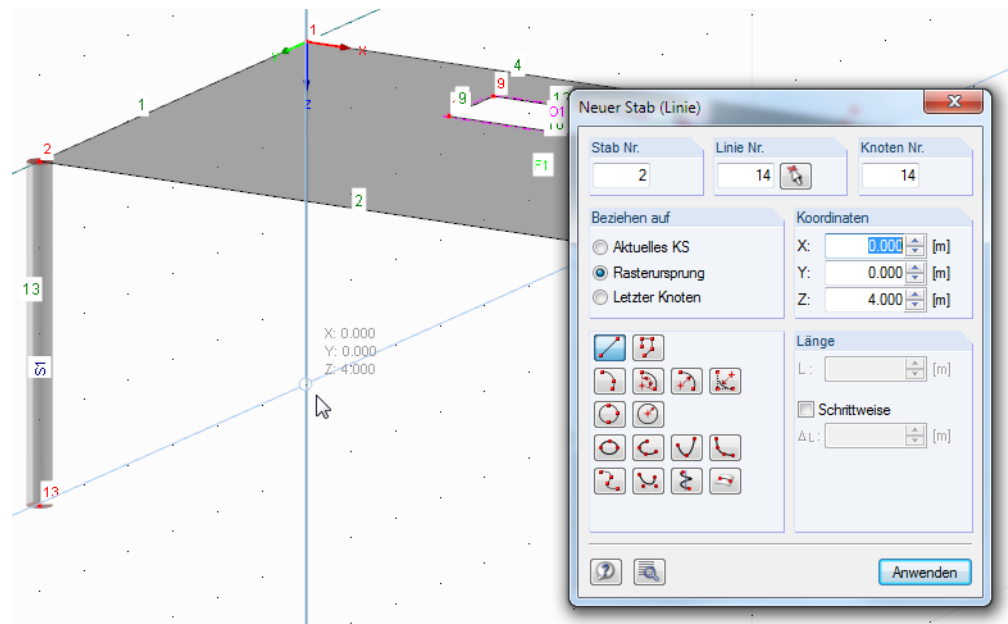 1
X
Y
Z
4
9
9
12
O1
10
1
F1
2
2
13
S1
13
X: 0.000
Y: 0.000
Z: 4.000
Neuer Stab (Linie)
Stab Nr.
2
Linie Nr.
14
Knoten Nr.
14
Beziehen auf
Aktuelles KS
Rasterursprung
Letzter Knoten
Koordinaten
X: 0.000 [m]
Y: 0.000 [m]
Z: 4.000 [m]
Länge
L : [m]
Schrittweise
ΔL : [m]
Anwenden